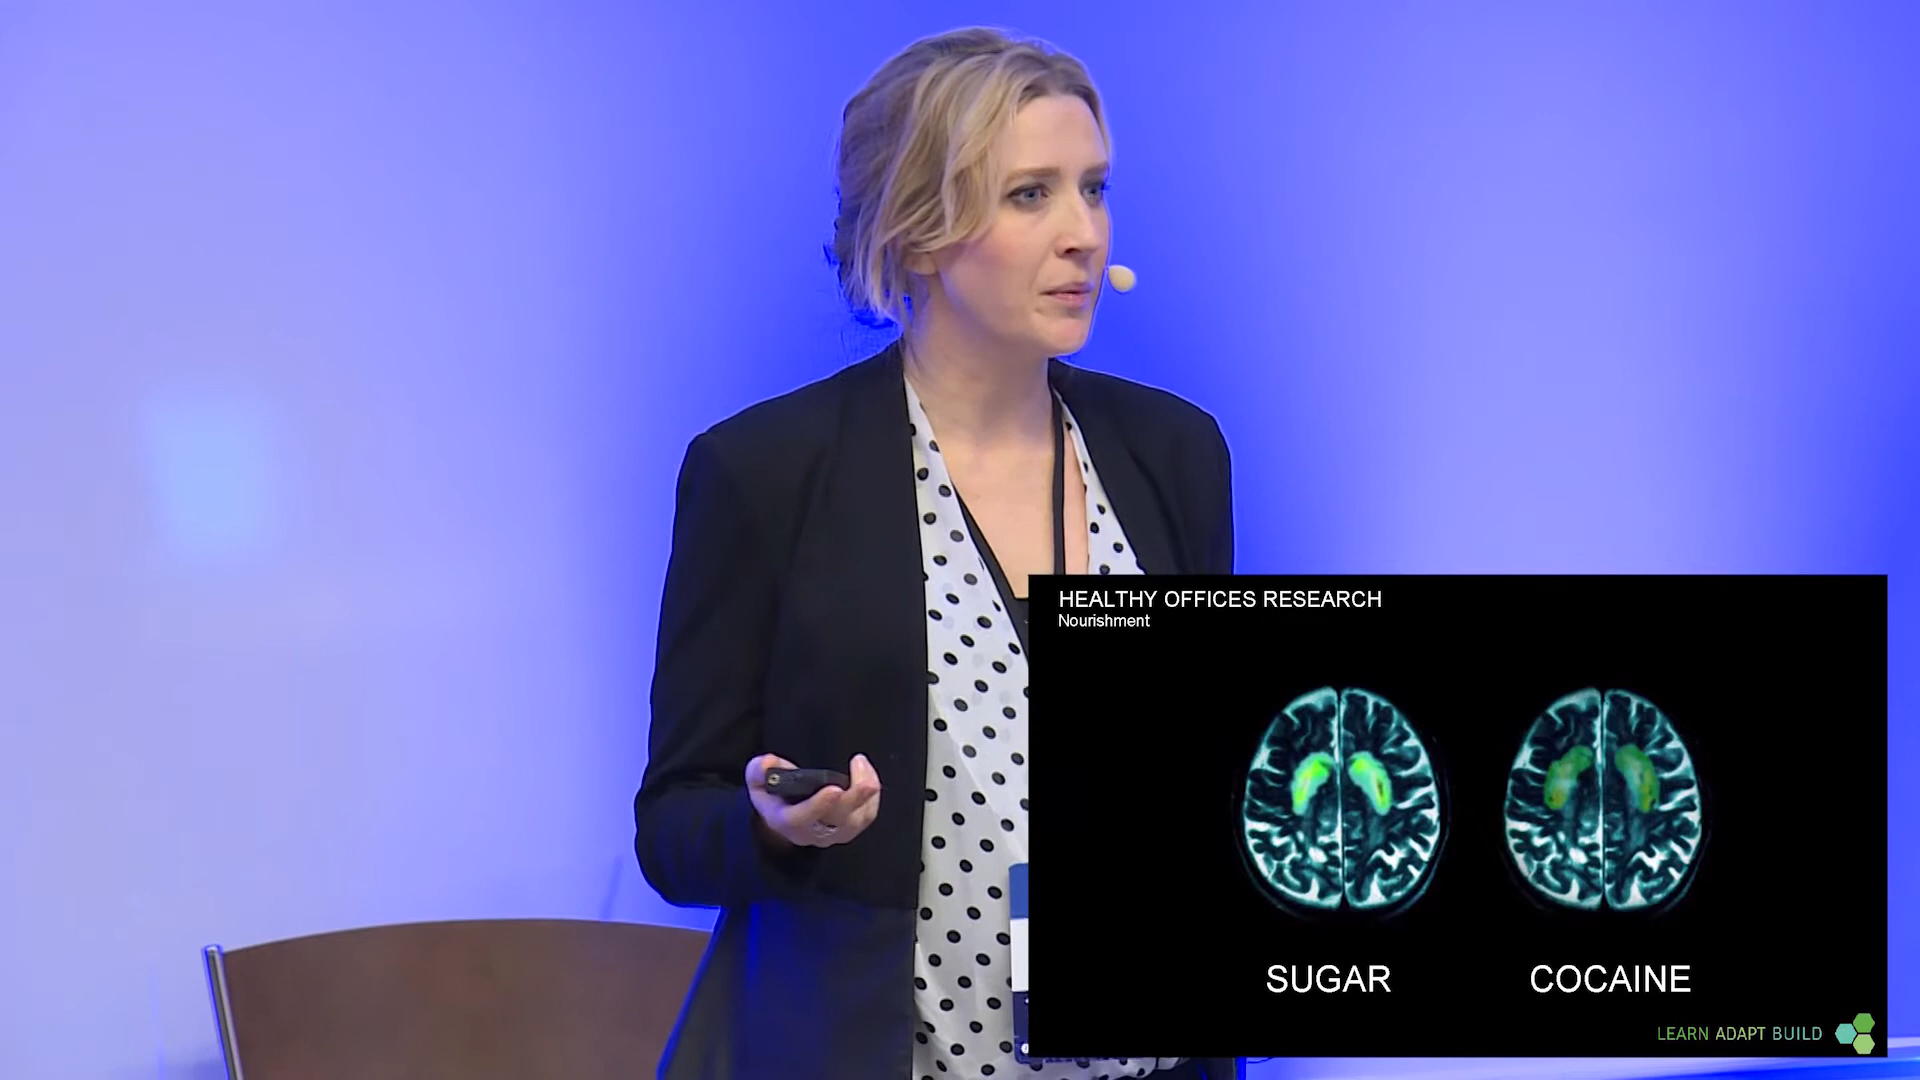 HEALTHY OFFICES RESEARCH
Nourishment
SUGAR
COCAINE
LEARN ADAPT BUILD